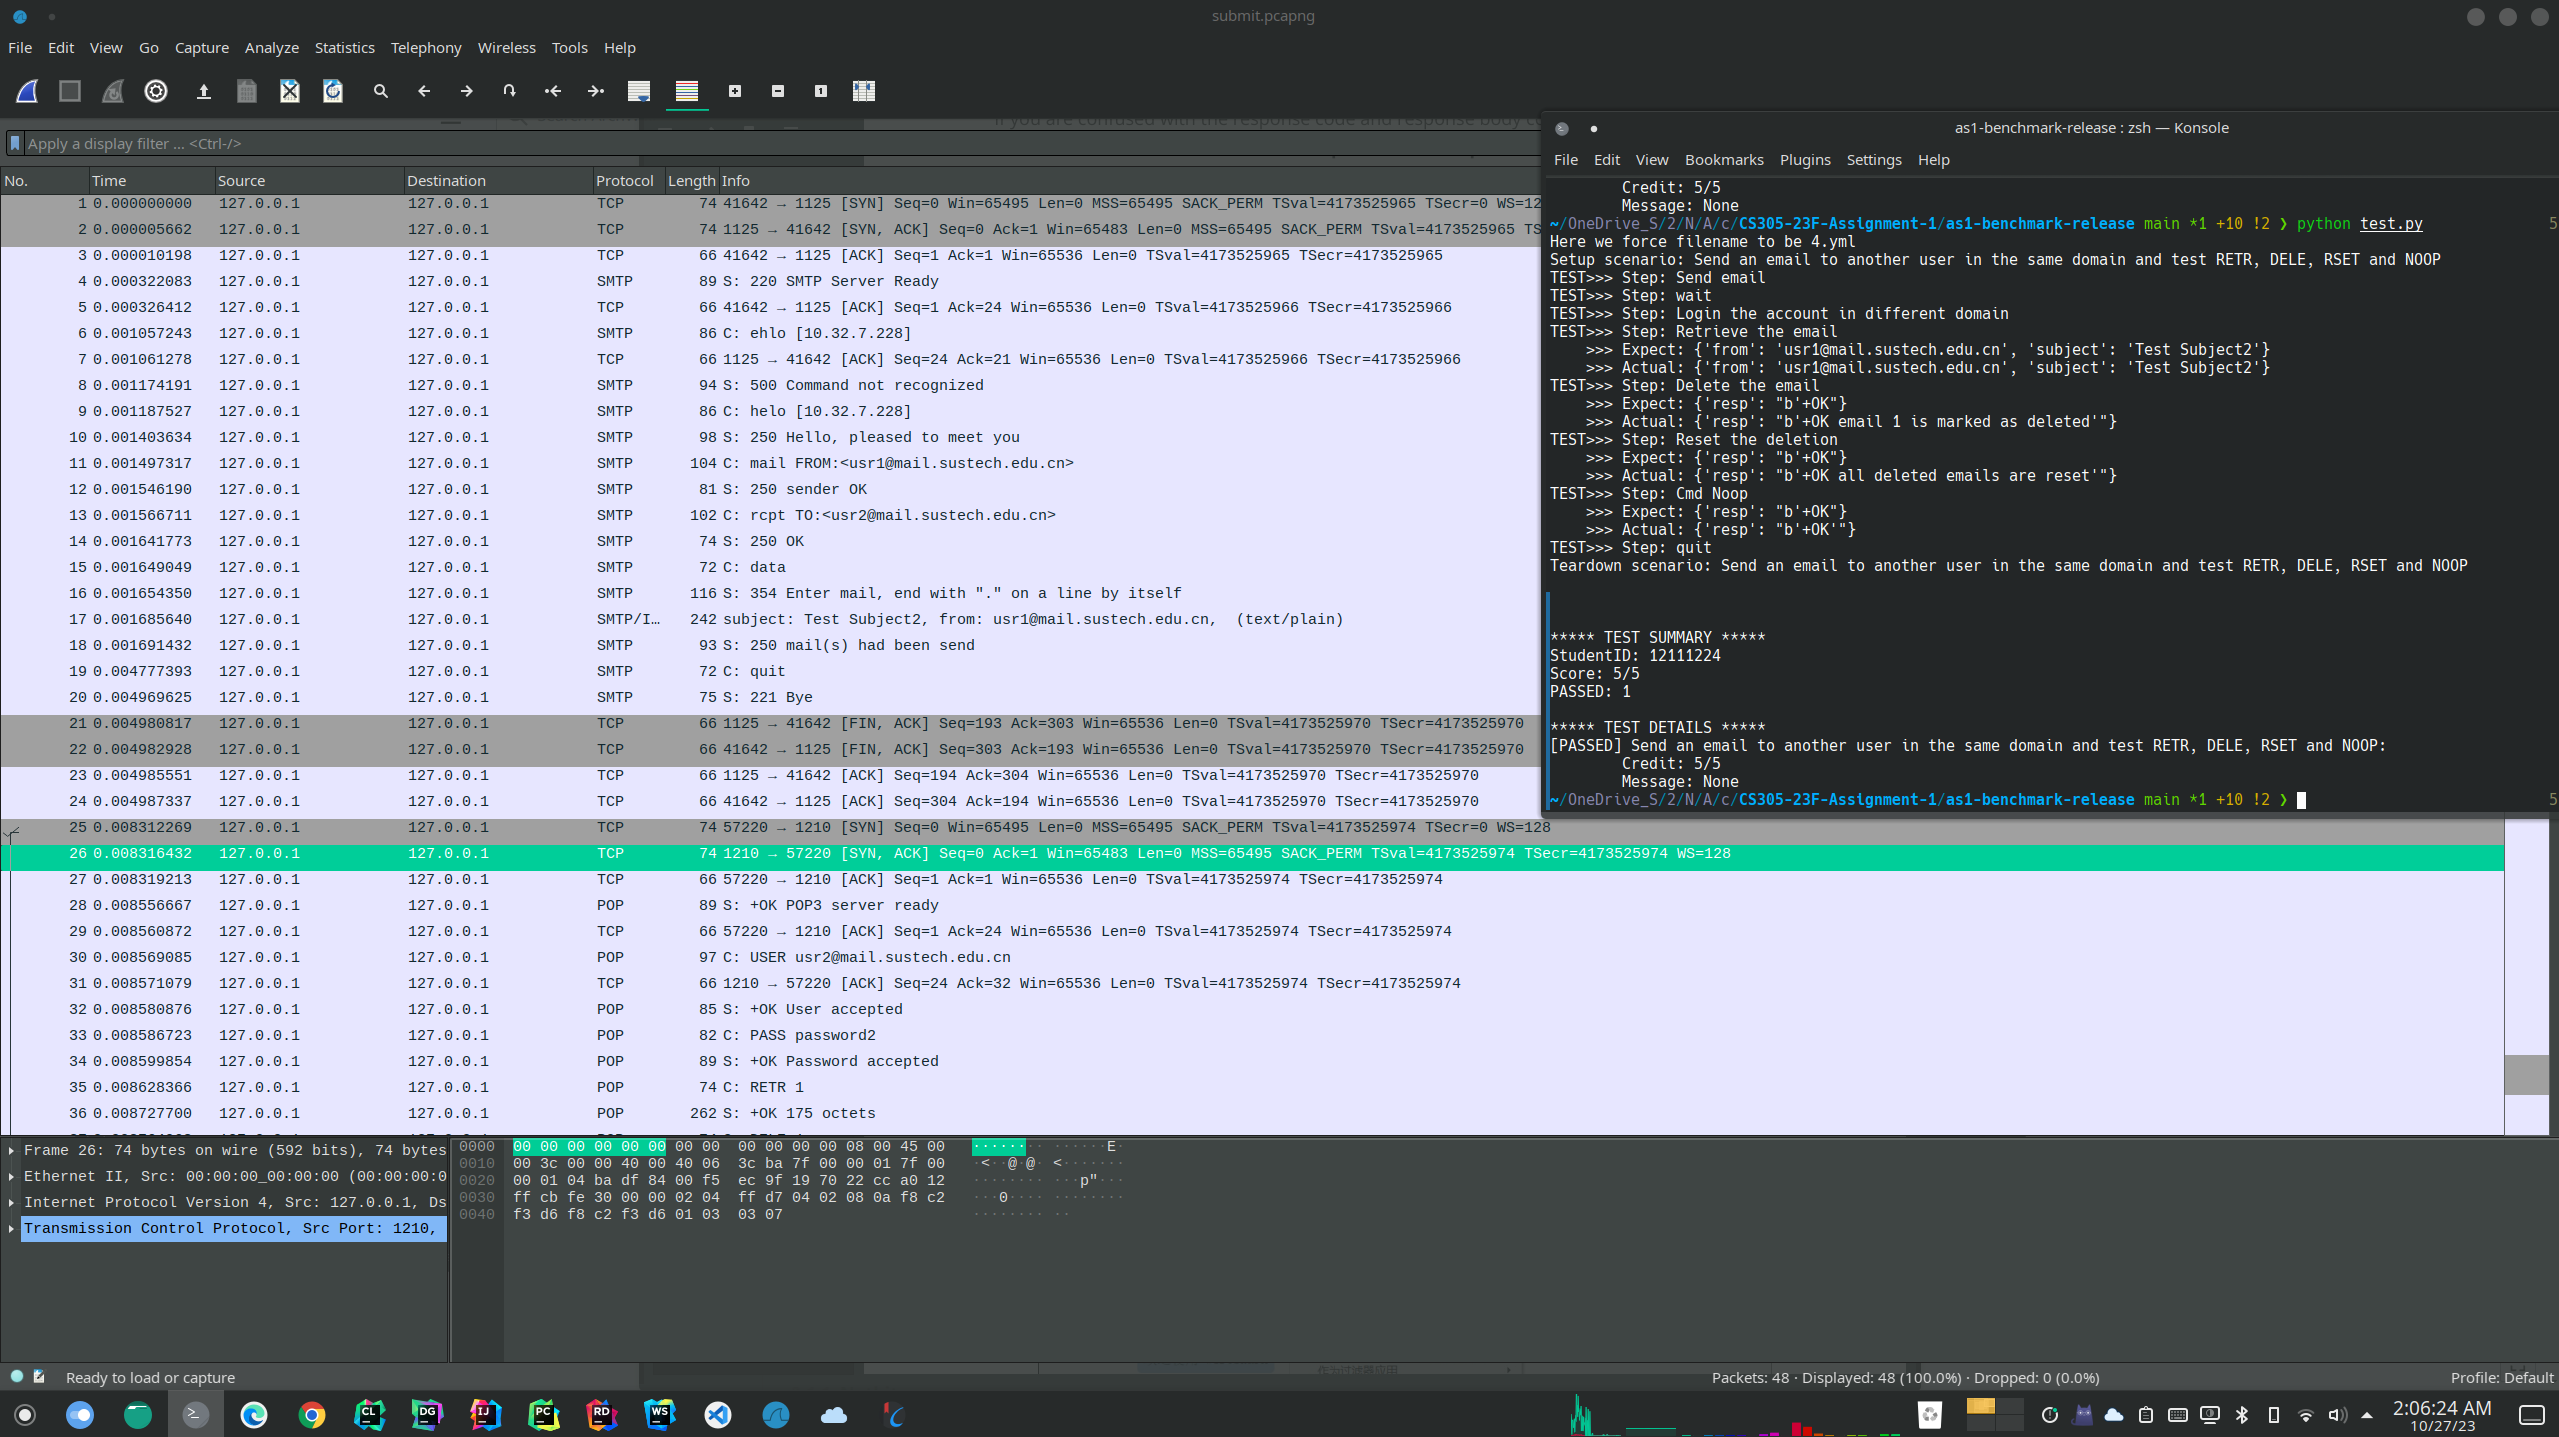 submit.pcapng
File Edit View Go Capture Analyze Statistics Telephony Wireless Tools Help
Apply a display filter ... <Ctrl-/>
No. Time Source Destination Protocol Length Info
1 0.000000000 127.0.0.1 127.0.0.1 TCP 74 41642 → 1125 [SYN] Seq=0 Win=65495 Len=0 MSS=65495 SACK_PERM TSval=4173525965 TSecr=0 WS=12
2 0.000005662 127.0.0.1 127.0.0.1 TCP 74 1125 → 41642 [SYN, ACK] Seq=0 Ack=1 Win=65483 Len=0 MSS=65495 SACK_PERM TSval=4173525965 TS
3 0.000010198 127.0.0.1 127.0.0.1 TCP 66 41642 → 1125 [ACK] Seq=1 Ack=1 Win=65536 Len=0 TSval=4173525965 TSecr=4173525965
4 0.000322083 127.0.0.1 127.0.0.1 SMTP 89 S: 220 SMTP Server Ready
5 0.000326412 127.0.0.1 127.0.0.1 TCP 66 41642 → 1125 [ACK] Seq=1 Ack=24 Win=65536 Len=0 TSval=4173525966 TSecr=4173525966
6 0.001057243 127.0.0.1 127.0.0.1 SMTP 86 C: ehlo [10.32.7.228]
7 0.001061278 127.0.0.1 127.0.0.1 TCP 66 1125 → 41642 [ACK] Seq=24 Ack=21 Win=65536 Len=0 TSval=4173525966 TSecr=4173525966
8 0.001174191 127.0.0.1 127.0.0.1 SMTP 94 S: 500 Command not recognized
9 0.001187527 127.0.0.1 127.0.0.1 SMTP 86 C: helo [10.32.7.228]
10 0.001403634 127.0.0.1 127.0.0.1 SMTP 98 S: 250 Hello, pleased to meet you
11 0.001497317 127.0.0.1 127.0.0.1 SMTP 104 C: mail FROM:<usr1@mail.sustech.edu.cn>
12 0.001546190 127.0.0.1 127.0.0.1 SMTP 81 S: 250 sender OK
13 0.001566711 127.0.0.1 127.0.0.1 SMTP 102 C: rcpt TO:<usr2@mail.sustech.edu.cn>
14 0.001641773 127.0.0.1 127.0.0.1 SMTP 74 S: 250 OK
15 0.001649049 127.0.0.1 127.0.0.1 SMTP 72 C: data
16 0.001654350 127.0.0.1 127.0.0.1 SMTP 116 S: 354 Enter mail, end with "." on a line by itself
17 0.001685640 127.0.0.1 127.0.0.1 SMTP/I… 242 subject: Test Subject2, from: usr1@mail.sustech.edu.cn,  (text/plain)
18 0.001691432 127.0.0.1 127.0.0.1 SMTP 93 S: 250 mail(s) had been send
19 0.004777393 127.0.0.1 127.0.0.1 SMTP 72 C: quit
20 0.004969625 127.0.0.1 127.0.0.1 SMTP 75 S: 221 Bye
21 0.004980817 127.0.0.1 127.0.0.1 TCP 66 1125 → 41642 [FIN, ACK] Seq=193 Ack=303 Win=65536 Len=0 TSval=4173525970 TSecr=4173525970
22 0.004982928 127.0.0.1 127.0.0.1 TCP 66 41642 → 1125 [FIN, ACK] Seq=303 Ack=193 Win=65536 Len=0 TSval=4173525970 TSecr=4173525970
23 0.004985551 127.0.0.1 127.0.0.1 TCP 66 1125 → 41642 [ACK] Seq=194 Ack=304 Win=65536 Len=0 TSval=4173525970 TSecr=4173525970
24 0.004987337 127.0.0.1 127.0.0.1 TCP 66 41642 → 1125 [ACK] Seq=304 Ack=194 Win=65536 Len=0 TSval=4173525970 TSecr=4173525970
25 0.008312269 127.0.0.1 127.0.0.1 TCP 74 57220 → 1210 [SYN] Seq=0 Win=65495 Len=0 MSS=65495 SACK_PERM TSval=4173525974 TSecr=0 WS=128
26 0.008316432 127.0.0.1 127.0.0.1 TCP 74 1210 → 57220 [SYN, ACK] Seq=0 Ack=1 Win=65483 Len=0 MSS=65495 SACK_PERM TSval=4173525974 TSecr=4173525974 WS=128
27 0.008319213 127.0.0.1 127.0.0.1 TCP 66 57220 → 1210 [ACK] Seq=1 Ack=1 Win=65536 Len=0 TSval=4173525974 TSecr=4173525974
28 0.008556667 127.0.0.1 127.0.0.1 POP 89 S: +OK POP3 server ready
29 0.008560872 127.0.0.1 127.0.0.1 TCP 66 57220 → 1210 [ACK] Seq=1 Ack=24 Win=65536 Len=0 TSval=4173525974 TSecr=4173525974
30 0.008569085 127.0.0.1 127.0.0.1 POP 97 C: USER usr2@mail.sustech.edu.cn
31 0.008571079 127.0.0.1 127.0.0.1 TCP 66 1210 → 57220 [ACK] Seq=24 Ack=32 Win=65536 Len=0 TSval=4173525974 TSecr=4173525974
32 0.008580876 127.0.0.1 127.0.0.1 POP 85 S: +OK User accepted
33 0.008586723 127.0.0.1 127.0.0.1 POP 82 C: PASS password2
34 0.008599854 127.0.0.1 127.0.0.1 POP 89 S: +OK Password accepted
35 0.008628366 127.0.0.1 127.0.0.1 POP 74 C: RETR 1
36 0.008727700 127.0.0.1 127.0.0.1 POP 262 S: +OK 175 octets
Frame 26: 74 bytes on wire (592 bits), 74 bytes
Ethernet II, Src: 00:00:00_00:00:00 (00:00:00:0
Internet Protocol Version 4, Src: 127.0.0.1, Ds
Transmission Control Protocol, Src Port: 1210,
0000 00 00 00 00 00 00 00 00 00 00 00 00 08 00 45 00 ·············· E·
0010 00 3c 00 00 40 00 40 06 3c ba 7f 00 00 01 7f 00 ·<··@·@· <·······
0020 00 01 04 ba df 84 00 f5 ec 9f 19 70 22 cc a0 12 ········ ···p"···
0030 ff cb fe 30 00 00 02 04 ff d7 04 02 08 0a f8 c2 ···0···· ········
0040 f3 d6 f8 c2 f3 d6 01 03 03 07 ········ ··
Ready to load or capture
Packets: 48 · Displayed: 48 (100.0%) · Dropped: 0 (0.0%)
Profile: Default
as1-benchmark-release : zsh — Konsole
File Edit View Bookmarks Plugins Settings Help
Credit: 5/5
Message: None
~/OneDrive_S/2/N/A/c/CS305-23F-Assignment-1/as1-benchmark-release main *1 +10 !2 ❯ python test.py 5
Here we force filename to be 4.yml
Setup scenario: Send an email to another user in the same domain and test RETR, DELE, RSET and NOOP
TEST>>> Step: Send email
TEST>>> Step: wait
TEST>>> Step: Login the account in different domain
TEST>>> Step: Retrieve the email
>>> Expect: {'from': 'usr1@mail.sustech.edu.cn', 'subject': 'Test Subject2'}
>>> Actual: {'from': 'usr1@mail.sustech.edu.cn', 'subject': 'Test Subject2'}
TEST>>> Step: Delete the email
>>> Expect: {'resp': "b'+OK"}
>>> Actual: {'resp': "b'+OK email 1 is marked as deleted'"}
TEST>>> Step: Reset the deletion
>>> Expect: {'resp': "b'+OK"}
>>> Actual: {'resp': "b'+OK all deleted emails are reset'"}
TEST>>> Step: Cmd Noop
>>> Expect: {'resp': "b'+OK"}
>>> Actual: {'resp': "b'+OK'"}
TEST>>> Step: quit
Teardown scenario: Send an email to another user in the same domain and test RETR, DELE, RSET and NOOP
***** TEST SUMMARY *****
StudentID: 12111224
Score: 5/5
PASSED: 1
***** TEST DETAILS *****
[PASSED] Send an email to another user in the same domain and test RETR, DELE, RSET and NOOP:
Credit: 5/5
Message: None
~/OneDrive_S/2/N/A/c/CS305-23F-Assignment-1/as1-benchmark-release main *1 +10 !2 ❯ 5
CL DG IJ PC RD WS
2:06:24 AM
10/27/23